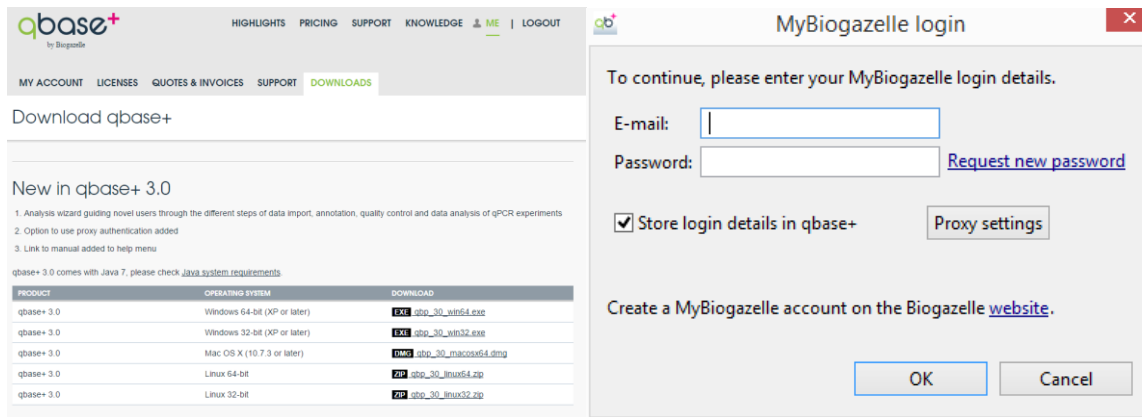 qbase+
by Biogazelle
HIGHLIGHTS PRICING SUPPORT KNOWLEDGE ME | LOGOUT
MY ACCOUNT LICENSES QUOTES & INVOICES SUPPORT DOWNLOADS
Download qbase+
New in qbase+ 3.0
1. Analysis wizard guiding novel users through the different steps of data import, annotation, quality control and data analysis of qPCR experiments
2. Option to use proxy authentication added
3. Link to manual added to help menu
qbase+ 3.0 comes with Java 7, please check Java system requirements.
PRODUCT OPERATING SYSTEM DOWNLOAD
qbase+ 3.0 Windows 64-bit (XP or later) EXE qbp_30_win64.exe
qbase+ 3.0 Windows 32-bit (XP or later) EXE qbp_30_win32.exe
qbase+ 3.0 Mac OS X (10.7.3 or later) DMG qbp_30_macosx64.dmg
qbase+ 3.0 Linux 64-bit ZIP qbp_30_linux64.zip
qbase+ 3.0 Linux 32-bit ZIP qbp_30_linux32.zip
qb+
MyBiogazelle login
To continue, please enter your MyBiogazelle login details.
E-mail:
Password: Request new password
Store login details in qbase+ Proxy settings
Create a MyBiogazelle account on the Biogazelle website.
OK Cancel